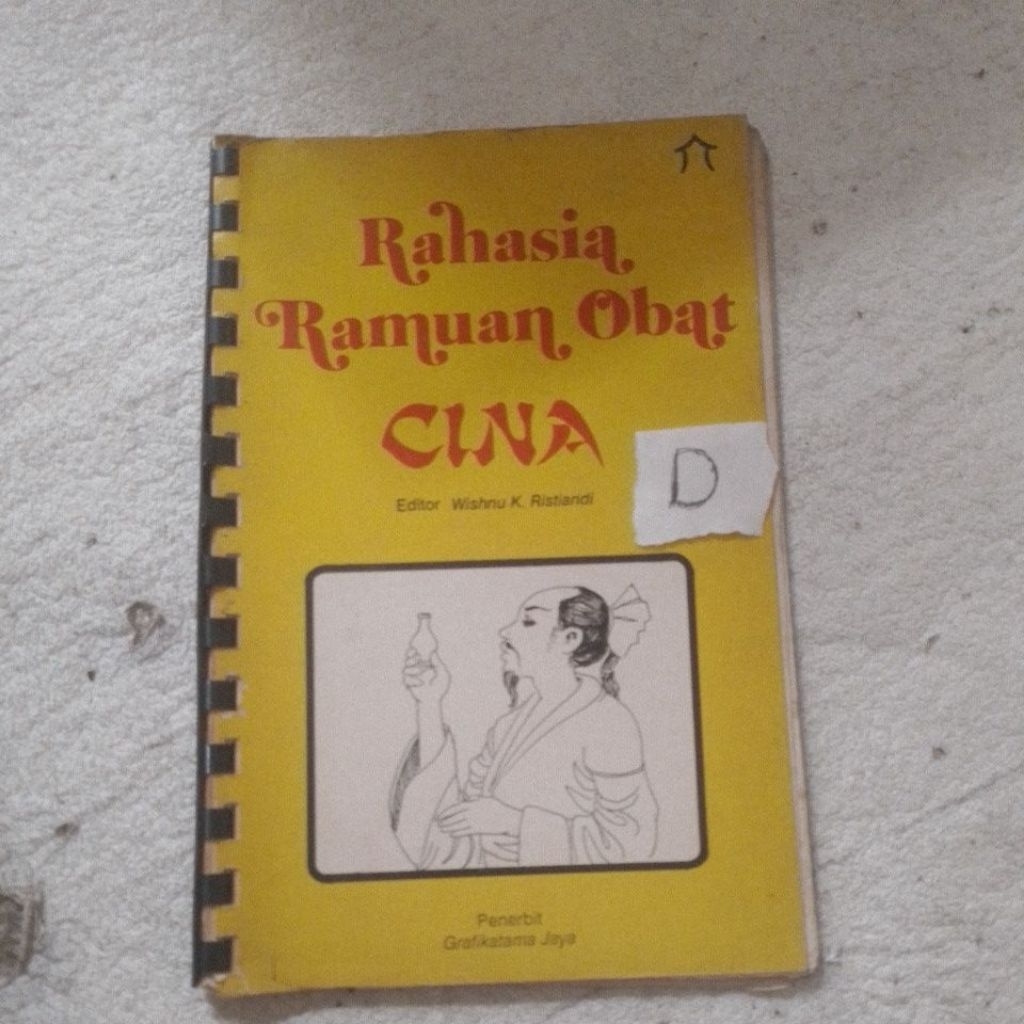 Rahasia
Ramuan Obat
CINA
D
Editor Wishnu K. Ristiandi
Penerbit
Grafikatama Jaya